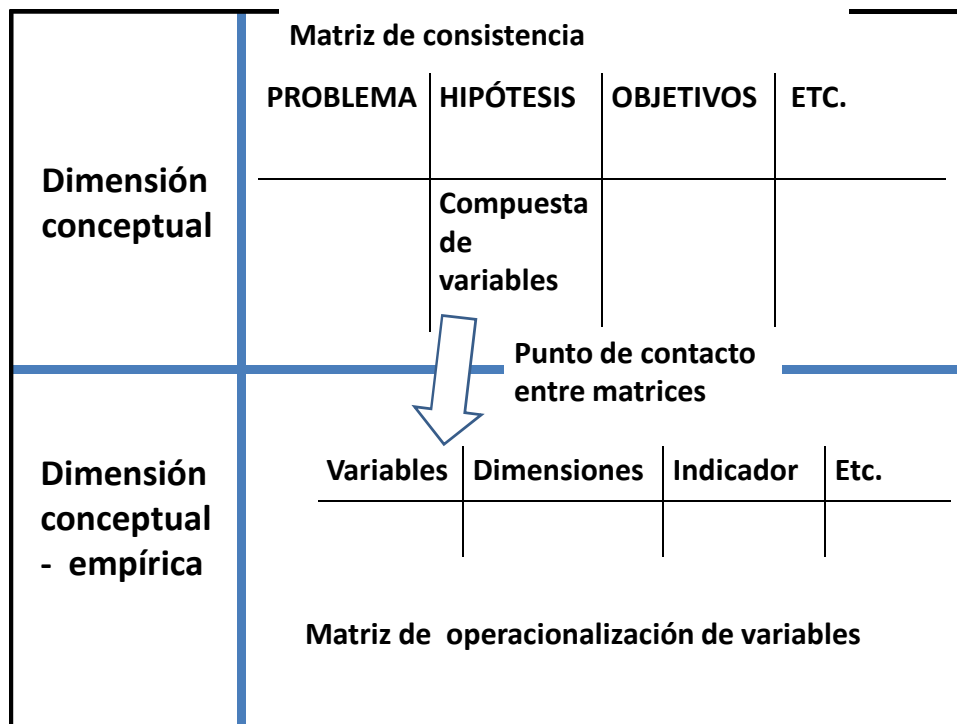 Matriz de consistencia
PROBLEMA HIPÓTESIS OBJETIVOS ETC.
Dimensión
conceptual
Compuesta
de
variables
Punto de contacto
entre matrices
Dimensión
conceptual
- empírica
Variables Dimensiones Indicador Etc.
Matriz de operacionalización de variables